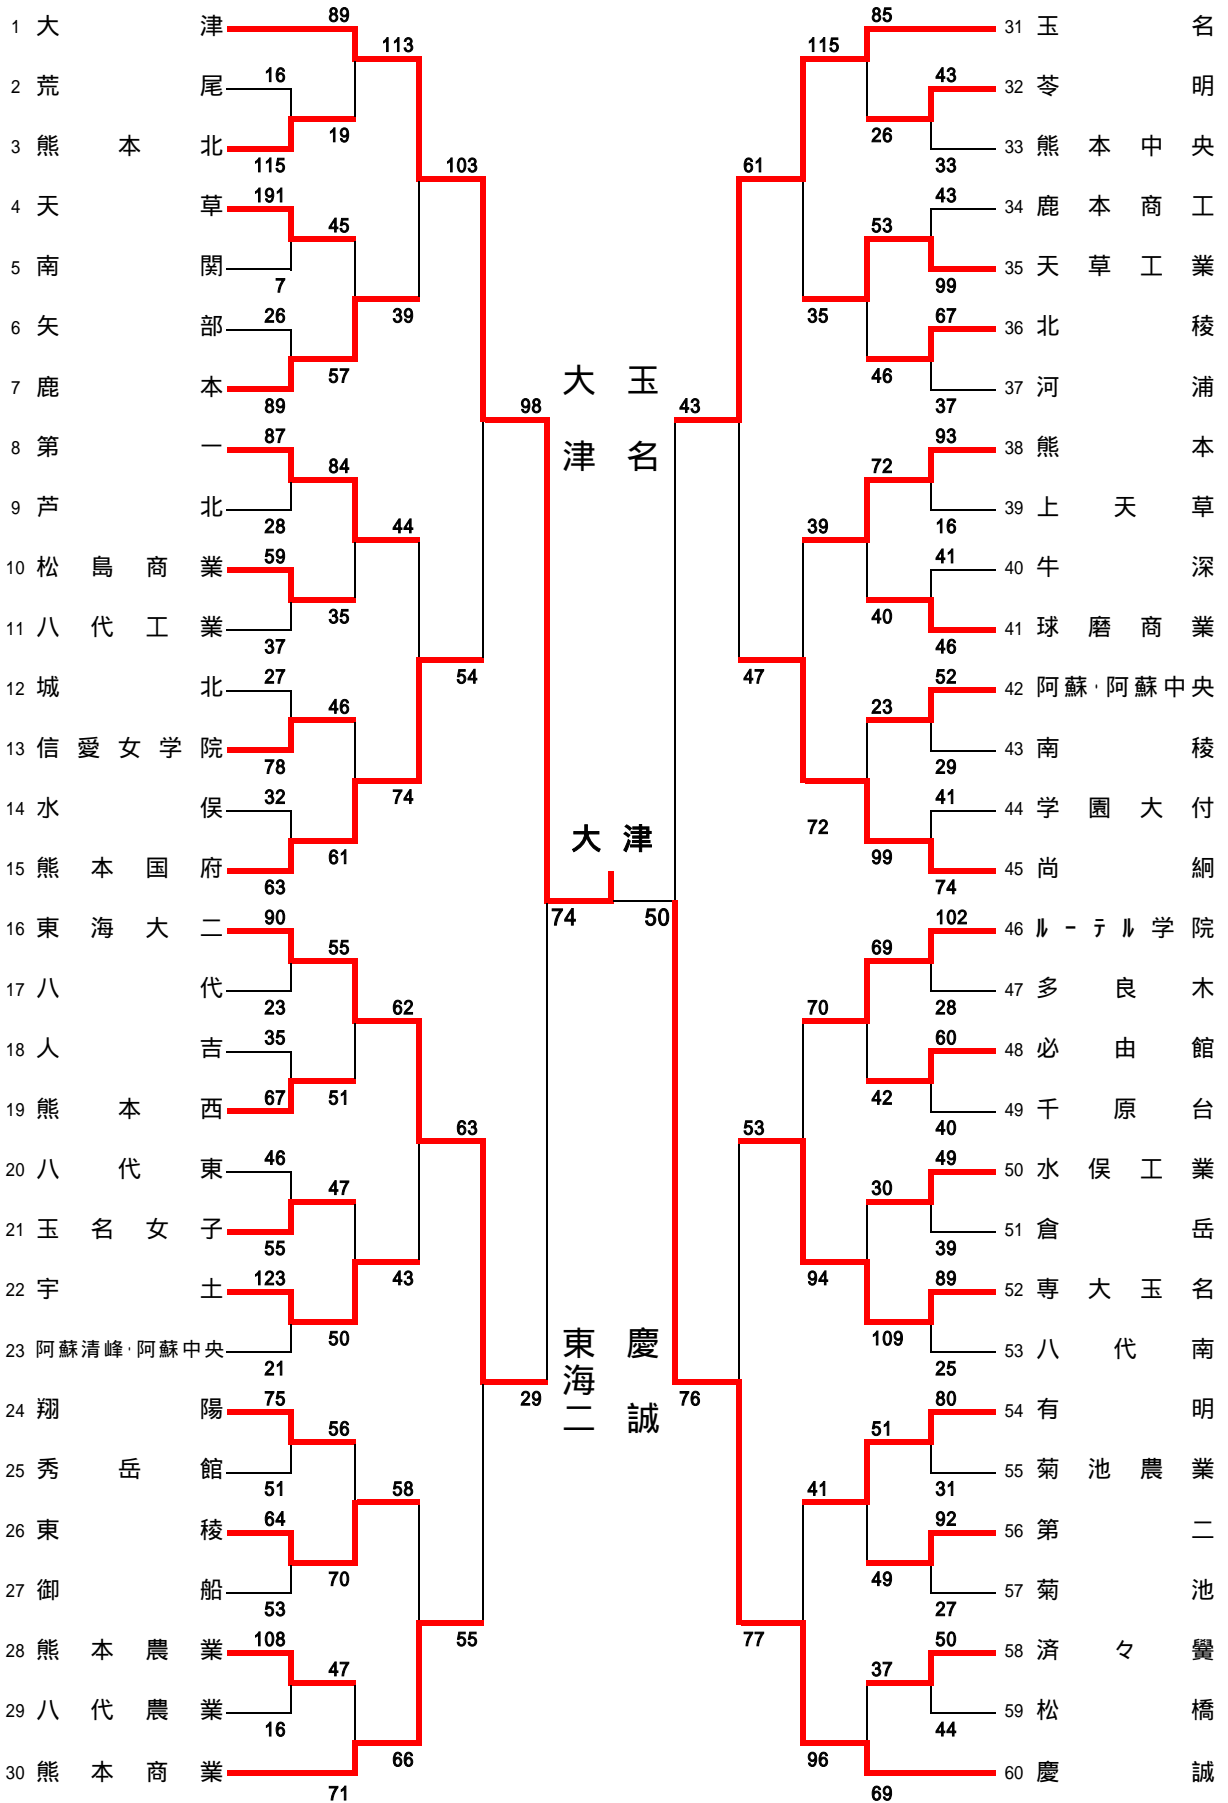 1 大津 89
2 荒尾 16
3 熊本北 115
4 天草 191
5 南関 7
6 矢部 26
7 鹿本 89
8 第一 87
9 芦北 28
10 松島商業 59
11 八代工業 37
12 城北 27
13 信愛女学院 78
14 水俣 32
15 熊本国府 63
16 東海大二 90
17 八代 23
18 人吉 35
19 熊本西 67
20 八代東 46
21 玉名女子 55
22 宇土 123
23 阿蘇清峰・阿蘇中央 21
24 翔陽 75
25 秀岳館 51
26 東稜 64
27 御船 53
28 熊本農業 108
29 八代農業 16
30 熊本商業 71
19
45
57
84
35
46
61
55
51
47
50
56
70
47
113
39
44
74
62
43
58
66
103
54
63
55
98
29
大津
玉名
大津
74 50
東海二
慶誠
43
76
61
47
53
77
115
35
39
72
70
94
41
96
26
53
46
72
40
23
99
69
42
30
109
51
49
37
85 31 玉名
43 32 苓明
33 33 熊本中央
43 34 鹿本商工
99 35 天草工業
67 36 北稜
37 37 河浦
93 38 熊本
16 39 上天草
41 40 牛深
46 41 球磨商業
52 42 阿蘇・阿蘇中央
29 43 南稜
41 44 学園大付
74 45 尚絅
102 46 ルーテル学院
28 47 多良木
60 48 必由館
40 49 千原台
49 50 水俣工業
39 51 倉岳
89 52 専大玉名
25 53 八代南
80 54 有明
31 55 菊池農業
92 56 第二
27 57 菊池
50 58 済々黌
44 59 松橋
69 60 慶誠